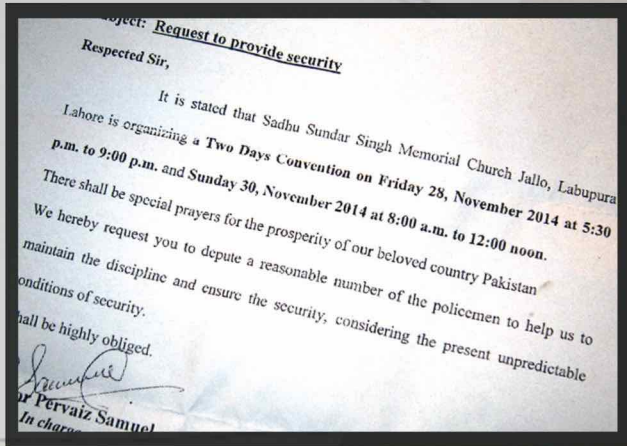 ject: Request to provide security
Respected Sir,
It is stated that Sadhu Sundar Singh Memorial Church Jallo, Labupura
Lahore is organizing a Two Days Convention on Friday 28, November 2014 at 5:30
p.m. to 9:00 p.m. and Sunday 30, November 2014 at 8:00 a.m. to 12:00 noon.
There shall be special prayers for the prosperity of our beloved country Pakistan
We hereby request you to depute a reasonable number of the policemen to help us to
maintain the discipline and ensure the security, considering the present unpredictable
onditions of security.
hall be highly obliged.
or Pervaiz Samuel
In charge